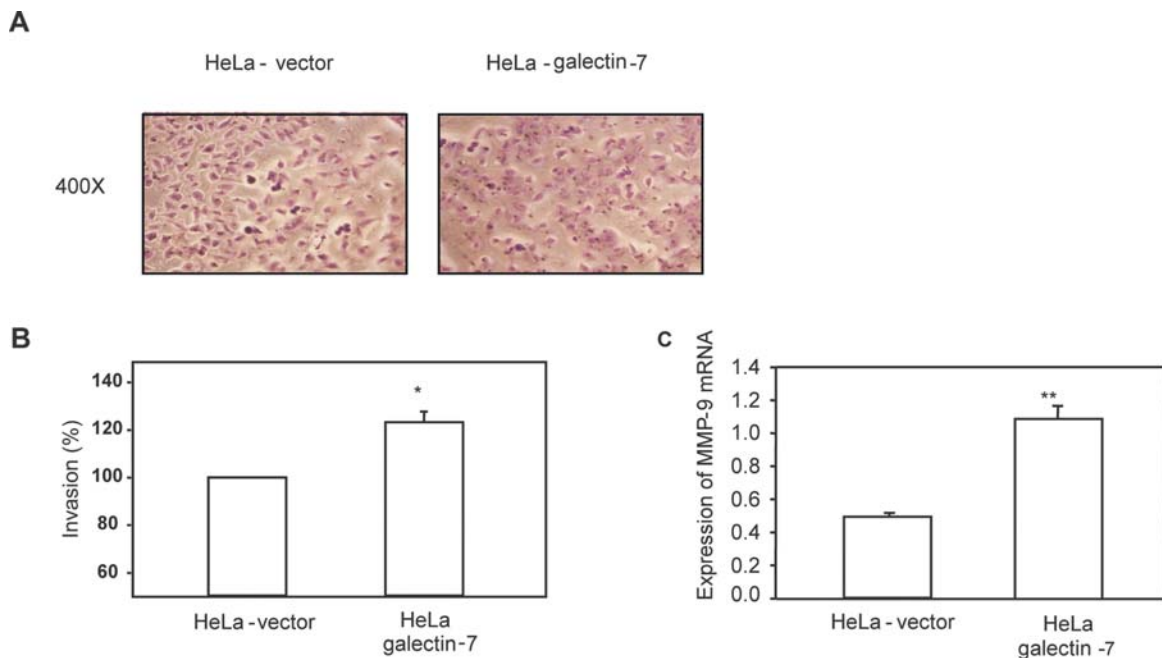 A
HeLa - vector
HeLa - galectin -7
400X
B
Invasion (%)
140
120
100
80
60
*
HeLa - vector
HeLa
galectin -7
C
Expression of MMP-9 mRNA
1.4
1.2
1.0
0.8
0.6
0.4
0.2
0.0
**
HeLa - vector
HeLa
galectin -7